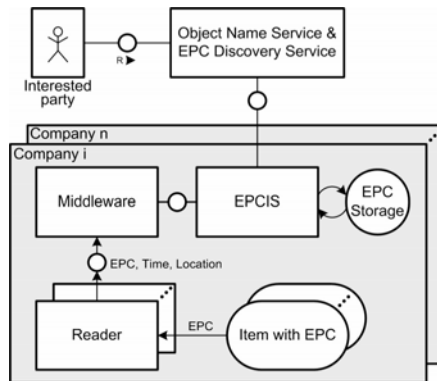 Object Name Service &
EPC Discovery Service
R
Interested
party
Company n
Company i
Middleware
EPCIS
EPC
Storage
EPC, Time, Location
Reader
EPC
Item with EPC